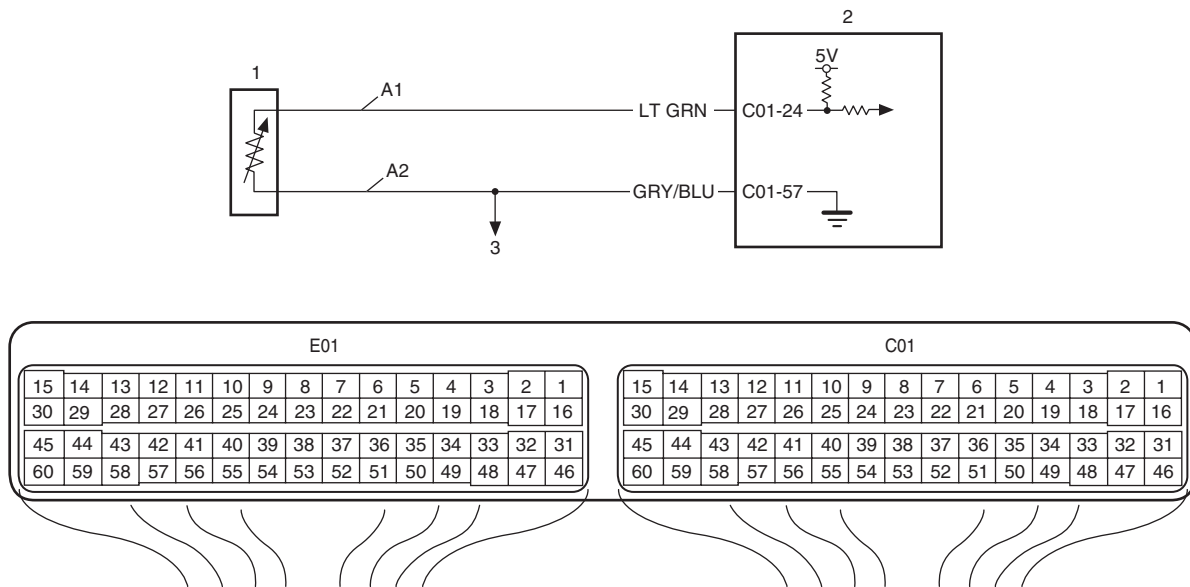 2
1
5V
A1
LT GRN
C01-24
A2
GRY/BLU
C01-57
3
E01
C01
15 14 13 12 11 10 9 8 7 6 5 4 3 2 1
30 29 28 27 26 25 24 23 22 21 20 19 18 17 16
45 44 43 42 41 40 39 38 37 36 35 34 33 32 31
60 59 58 57 56 55 54 53 52 51 50 49 48 47 46
15 14 13 12 11 10 9 8 7 6 5 4 3 2 1
30 29 28 27 26 25 24 23 22 21 20 19 18 17 16
45 44 43 42 41 40 39 38 37 36 35 34 33 32 31
60 59 58 57 56 55 54 53 52 51 50 49 48 47 46